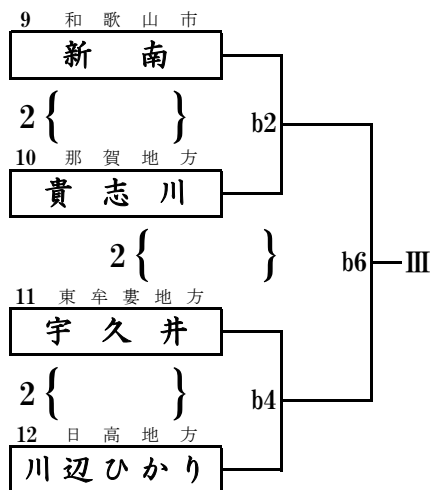 9 和歌山市
新南
2 { }
b2
10 那賀地方
貴志川
2 { }
b6 III
11 東牟婁地方
宇久井
2 { }
b4
12 日高地方
川辺ひかり